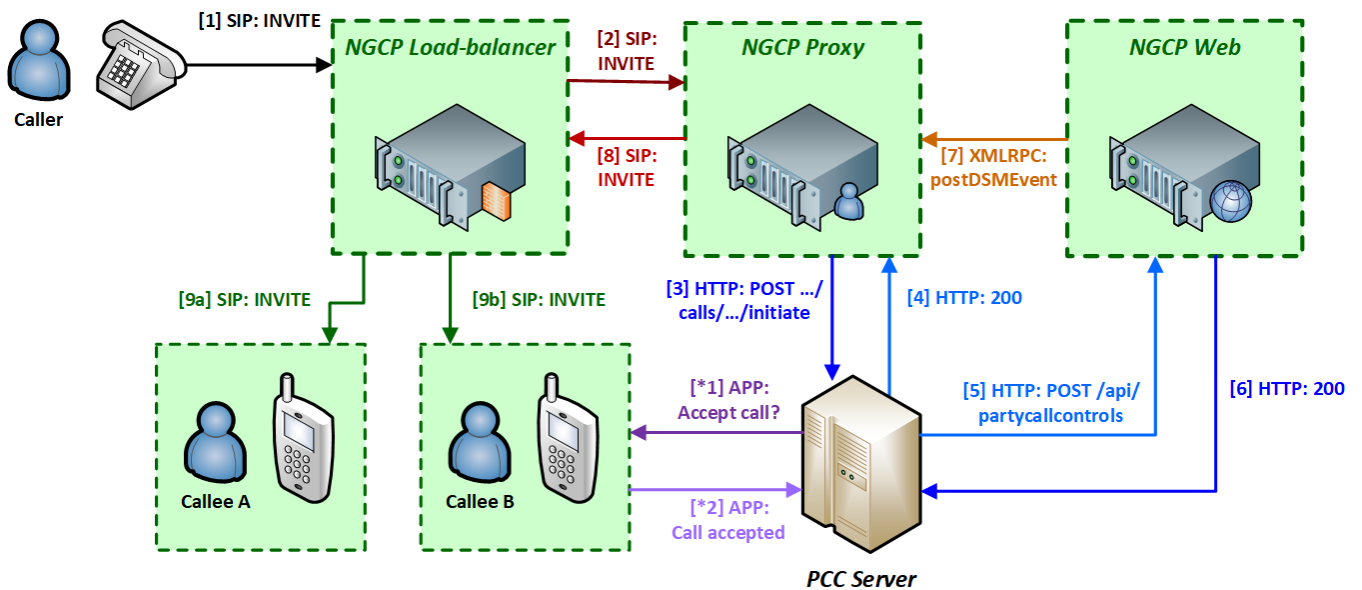 [1] SIP: INVITE
Caller
NGCP Load-balancer
[2] SIP:
INVITE
[8] SIP:
INVITE
NGCP Proxy
NGCP Web
[7] XMLRPC:
postDSMEvent
[9a] SIP: INVITE
[9b] SIP: INVITE
[3] HTTP: POST .../
calls/.../initiate
[4] HTTP: 200
[*1] APP:
Accept call?
[5] HTTP: POST /api/
partycallcontrols
[6] HTTP: 200
Callee A
Callee B
[*2] APP:
Call accepted
PCC Server